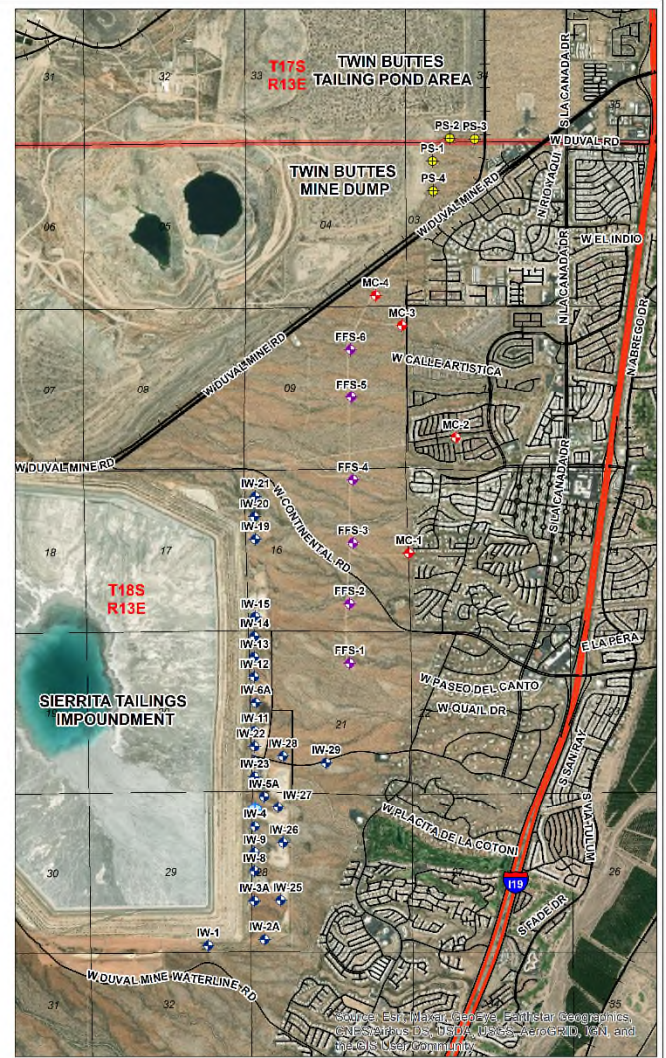 TWIN BUTTES
TAILING POND AREA
T17S
R13E
31
32
33
34
35
S LA CANADA DR
PS-2
PS-3
W DUVAL RD
PS-1
TWIN BUTTES
MINE DUMP
PS-4
W DUVAL MINE RD
N RIO YAQUI
06
05
04
03
02
W EL INDIO
N LA CANADA DR
MC-4
MC-3
N ABREGO DR
W DUVAL MINE RD
FFS-6
W CALLE ARTISTICA
07
08
09
FFS-5
MC-2
W DUVAL MINE RD
FFS-4
S LA CANADA DR
IW-21
IW-20
IW-19
W CONTINENTAL RD
FFS-3
MC-1
18
17
16
T18S
R13E
FFS-2
IW-15
IW-14
IW-13
IW-12
E LA PERA
FFS-1
W PASEO DEL CANTO
IW-6A
SIERRITA TAILINGS
IMPOUNDMENT
W QUAIL DR
IW-11
21
22
IW-22
IW-28
IW-29
S SAN RAY
IW-23
IW-5A
IW-27
IW-4
W PLACITA DE LA COTONI
S VIA TULUM
IW-9
IW-26
IW-8
30
29
28
26
I19
IW-3A
IW-25
S FADE DR
IW-1
IW-2A
W DUVAL MINE WATERLINE RD
31
32
35
Source: Esri, Maxar, GeoEye, Earthstar Geographics,
CNES/Airbus DS, USDA, USGS, AeroGRID, IGN, and
the GIS User Community